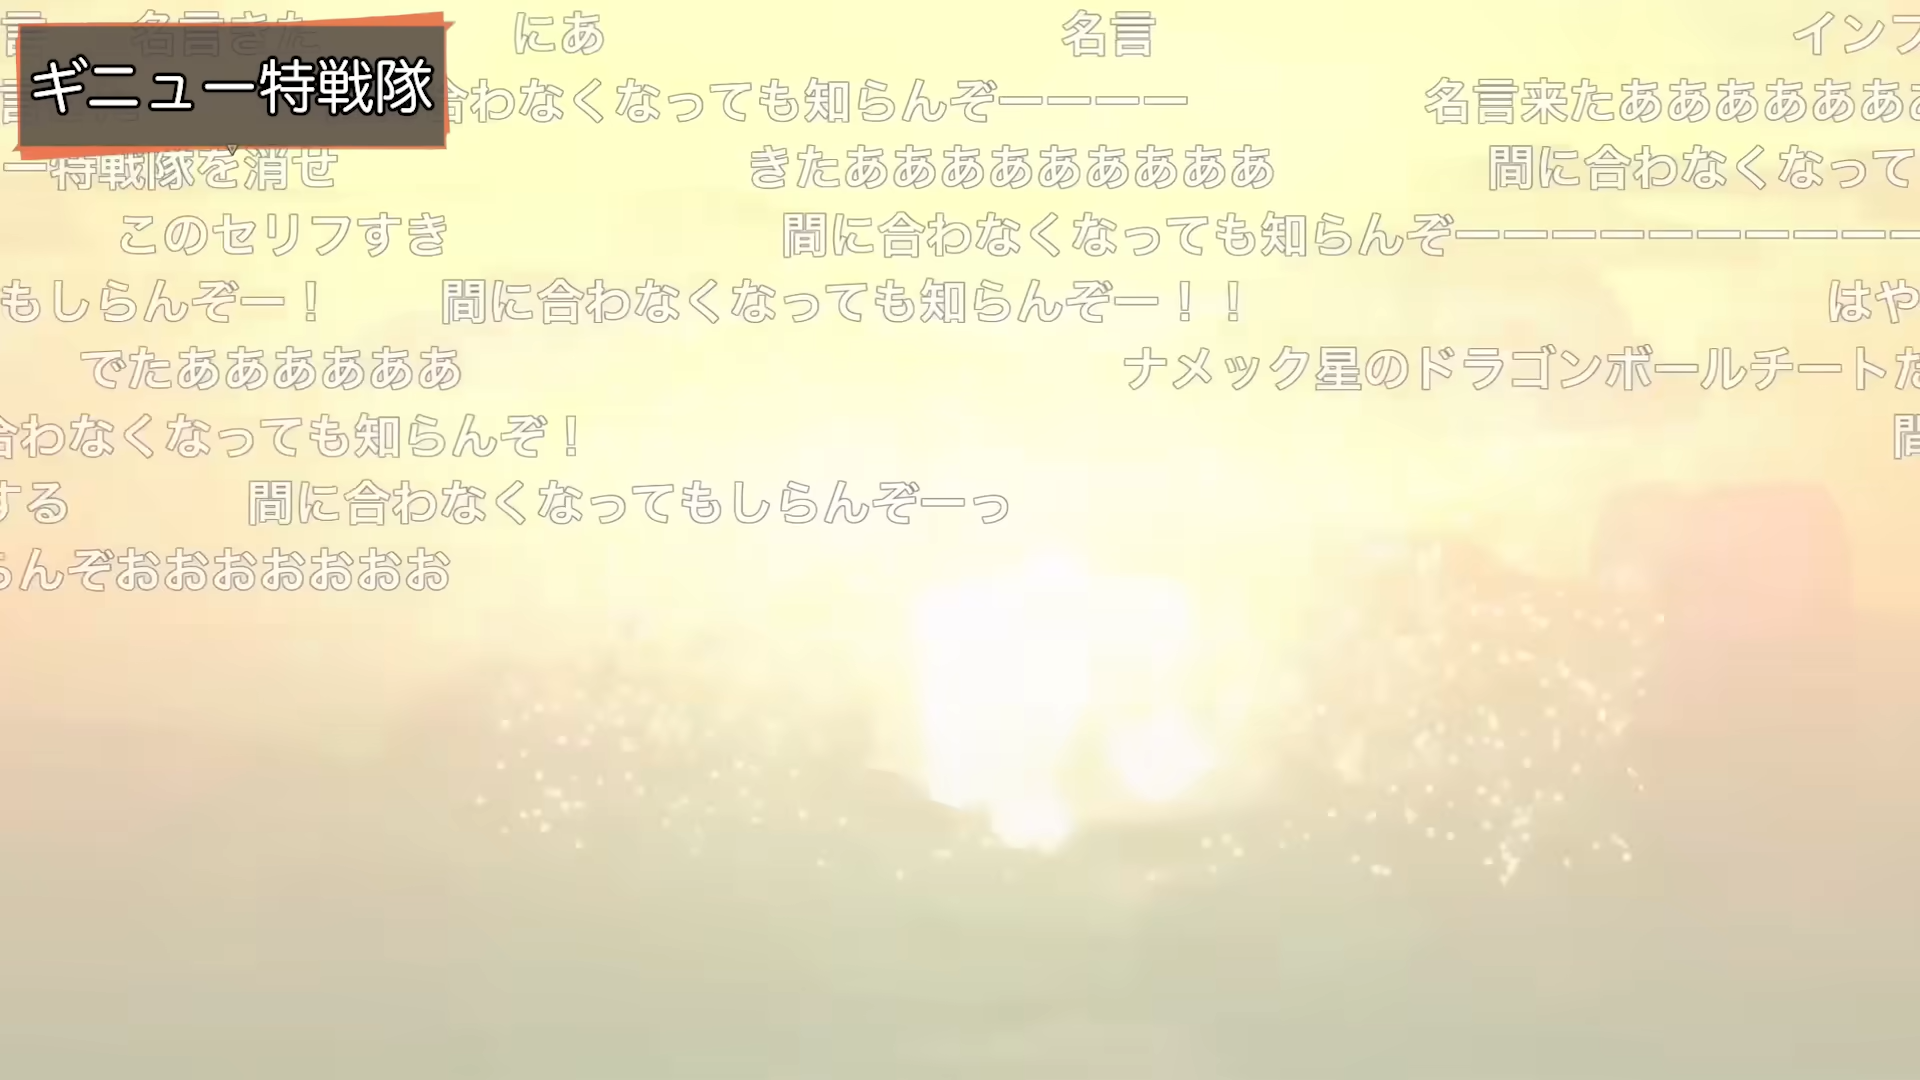 言 名言きた にあ 名言 インフ
ギニュー特戦隊
合わなくなっても知らんぞーーーー 名言来たああああああ
ー特戦隊を消せ きたあああああああああ 間に合わなくなって
このセリフすき 間に合わなくなっても知らんぞーーーーーーーーーー
もしらんぞー！ 間に合わなくなっても知らんぞー！！ はや
でたああああああ ナメック星のドラゴンボールチートだ
合わなくなっても知らんぞ！ 間
する 間に合わなくなってもしらんぞーっ
らんぞおおおおおおお